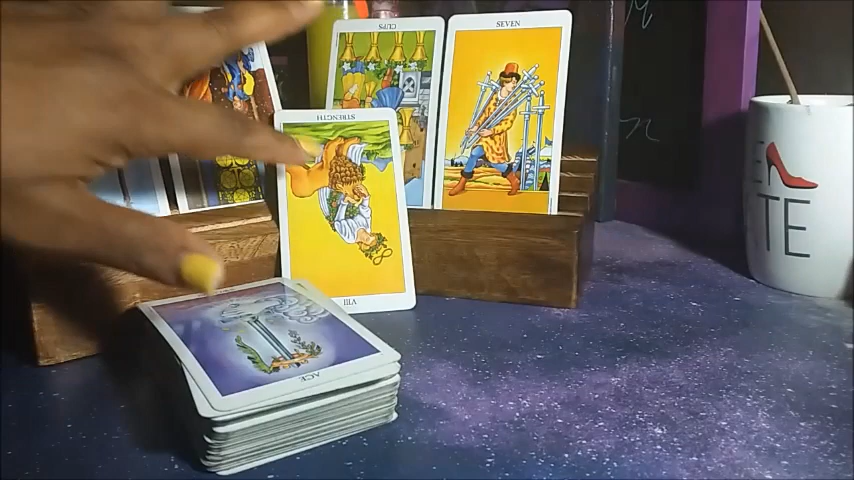 SEVEN
CUPS
STRENGTH
VIII
ACE
TE